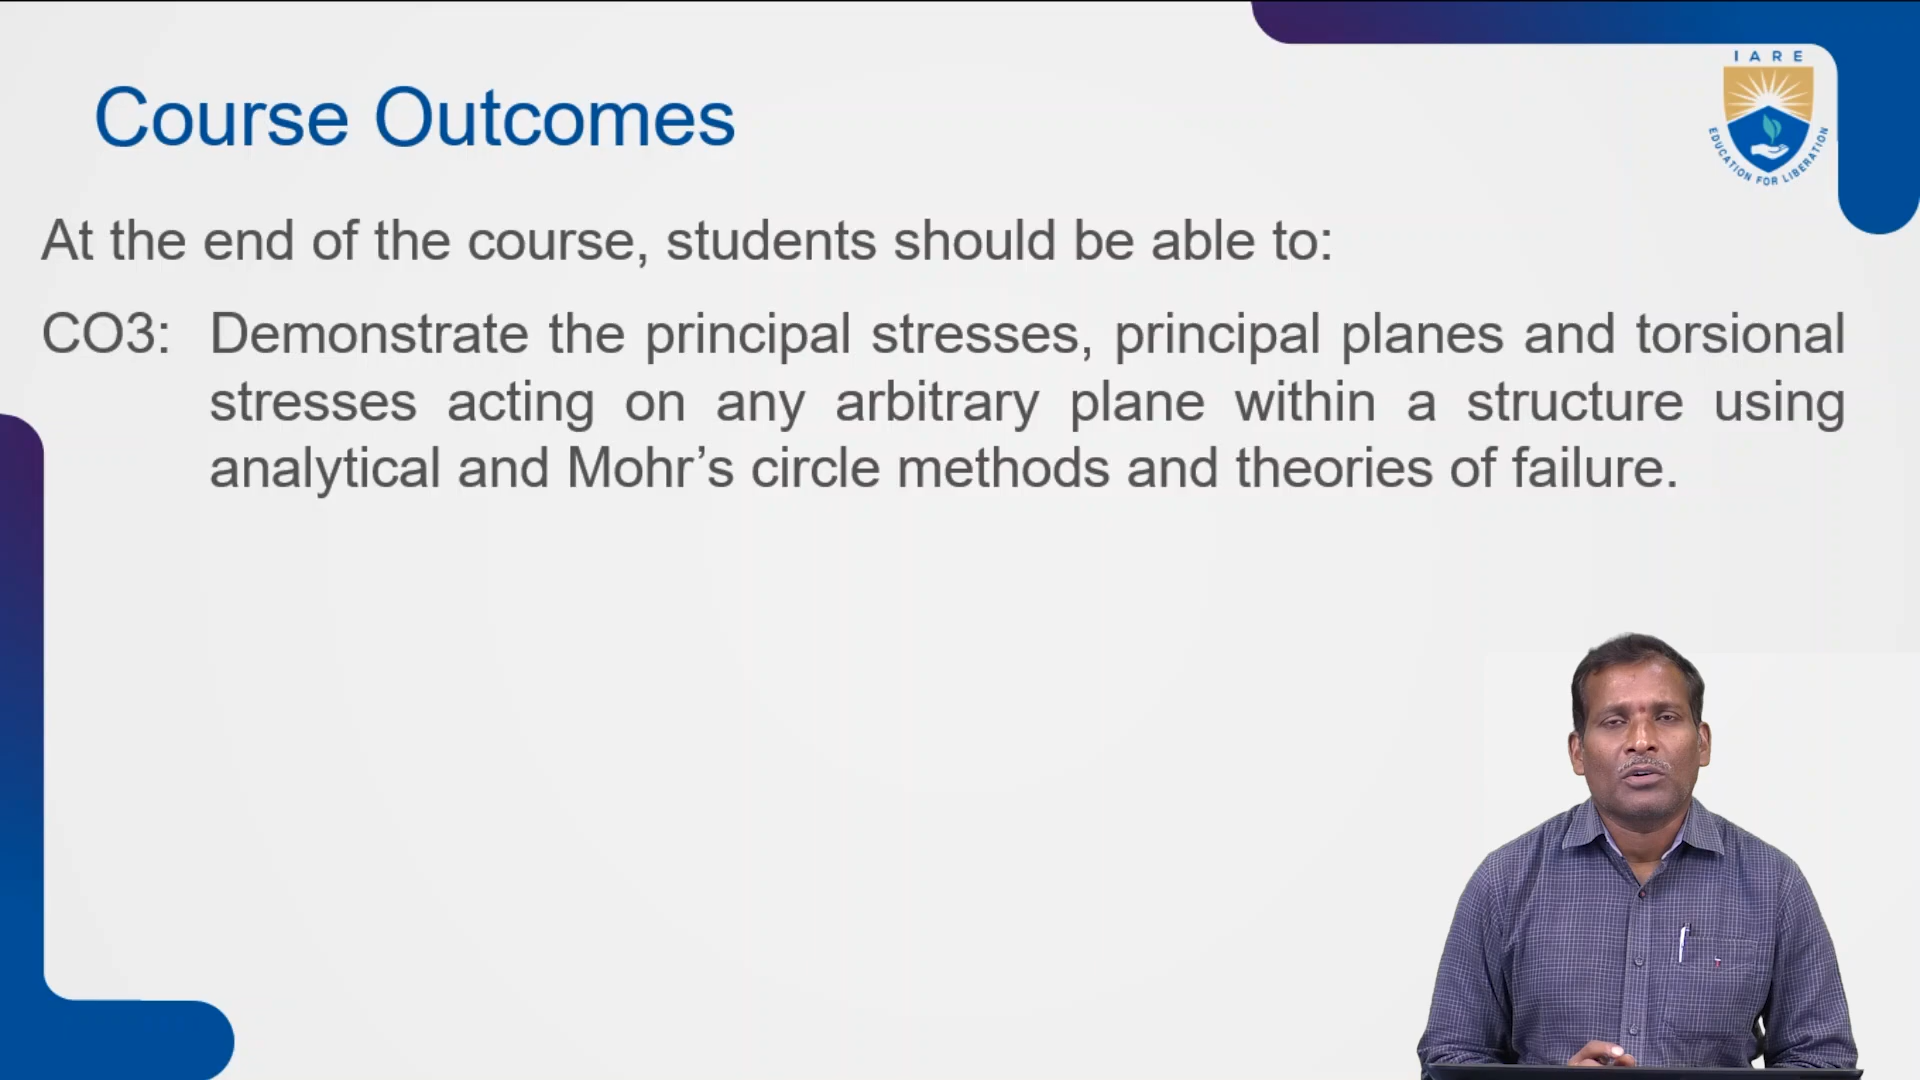 IARE
Course Outcomes
EDUCATION FOR LIBERATION
At the end of the course, students should be able to:
CO3: Demonstrate the principal stresses, principal planes and torsional
stresses acting on any arbitrary plane within a structure using
analytical and Mohr’s circle methods and theories of failure.